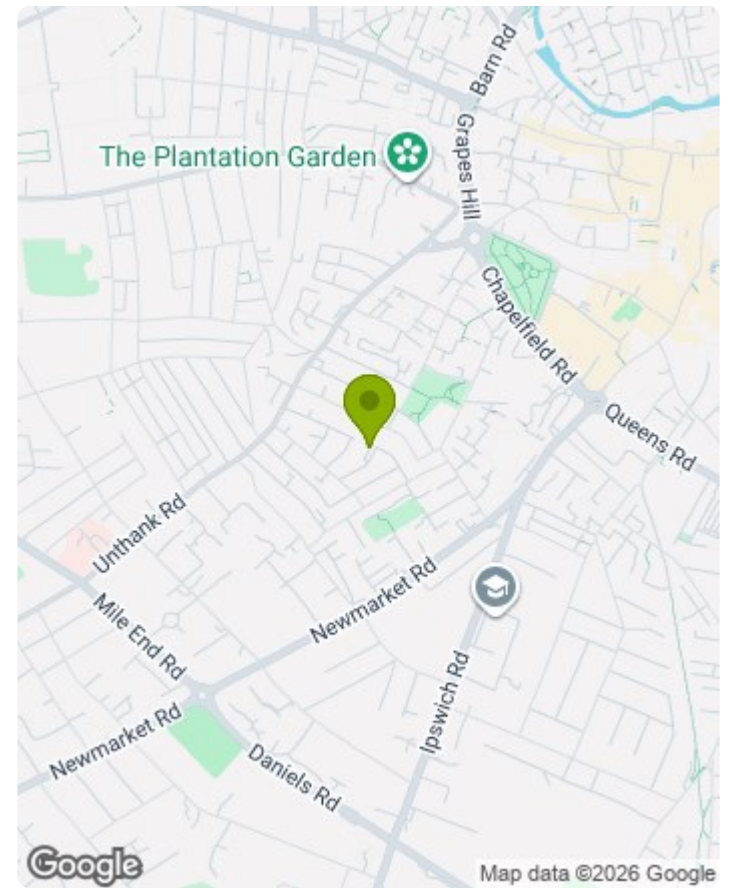 Barn Rd
Grapes Hill
The Plantation Garden
Chapelfield Rd
Queens Rd
Unthank Rd
Newmarket Rd
Mile End Rd
Ipswich Rd
Newmarket Rd
Daniels Rd
Google
Map data ©2026 Google